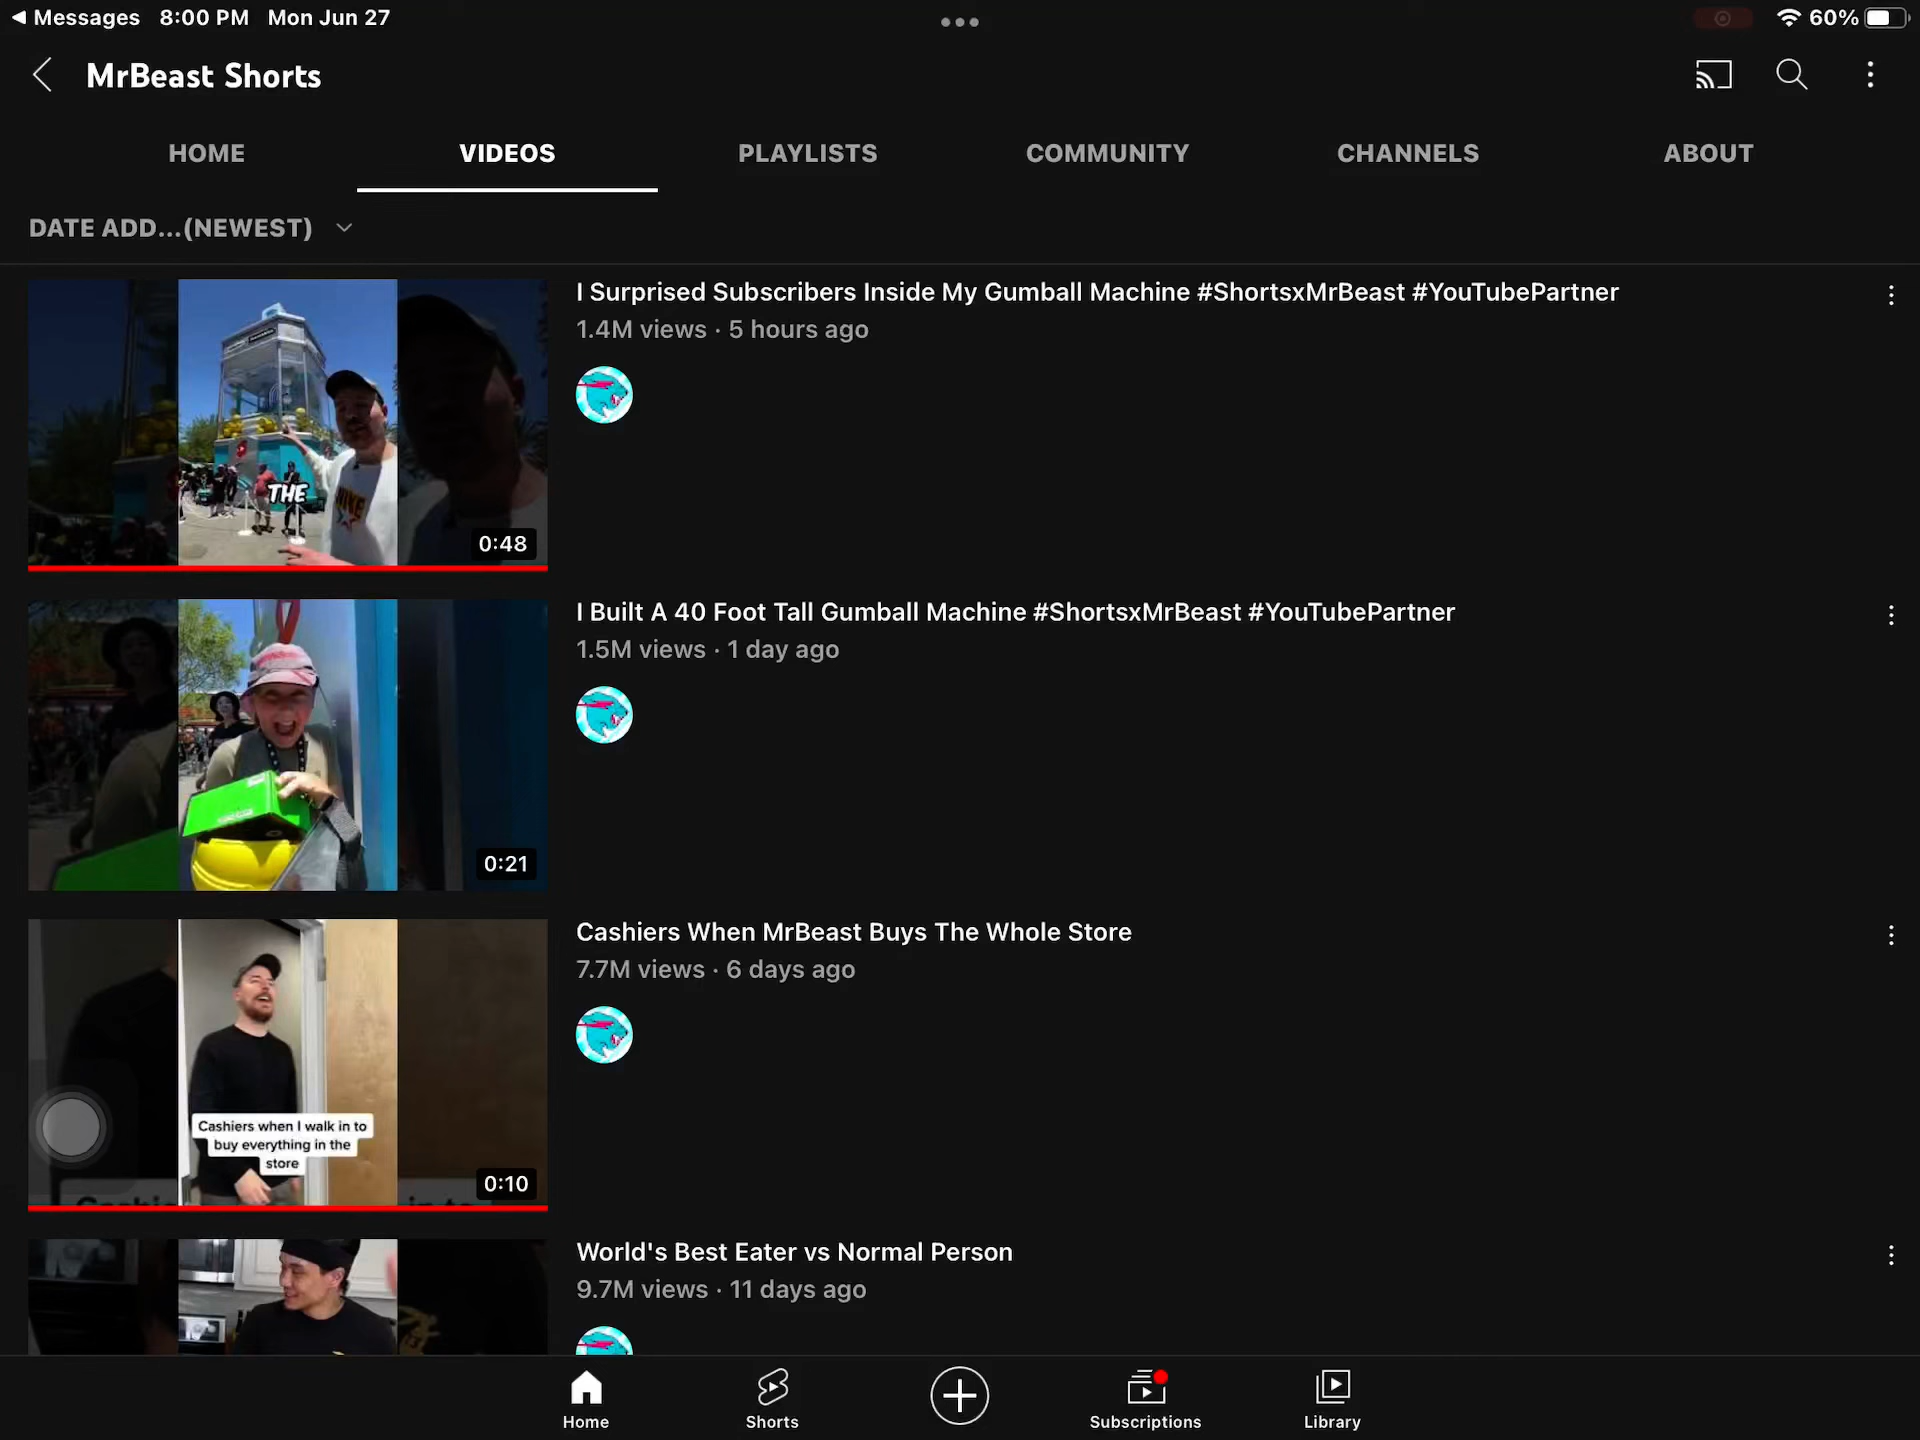 Messages 8:00 PM Mon Jun 27
60%
MrBeast Shorts
HOME VIDEOS PLAYLISTS COMMUNITY CHANNELS ABOUT
DATE ADD...(NEWEST)
I Surprised Subscribers Inside My Gumball Machine #ShortsxMrBeast #YouTubePartner
1.4M views · 5 hours ago
THE
0:48
I Built A 40 Foot Tall Gumball Machine #ShortsxMrBeast #YouTubePartner
1.5M views · 1 day ago
0:21
Cashiers When MrBeast Buys The Whole Store
7.7M views · 6 days ago
Cashiers when I walk in to
buy everything in the
store
0:10
World's Best Eater vs Normal Person
9.7M views · 11 days ago
Home Shorts Subscriptions Library